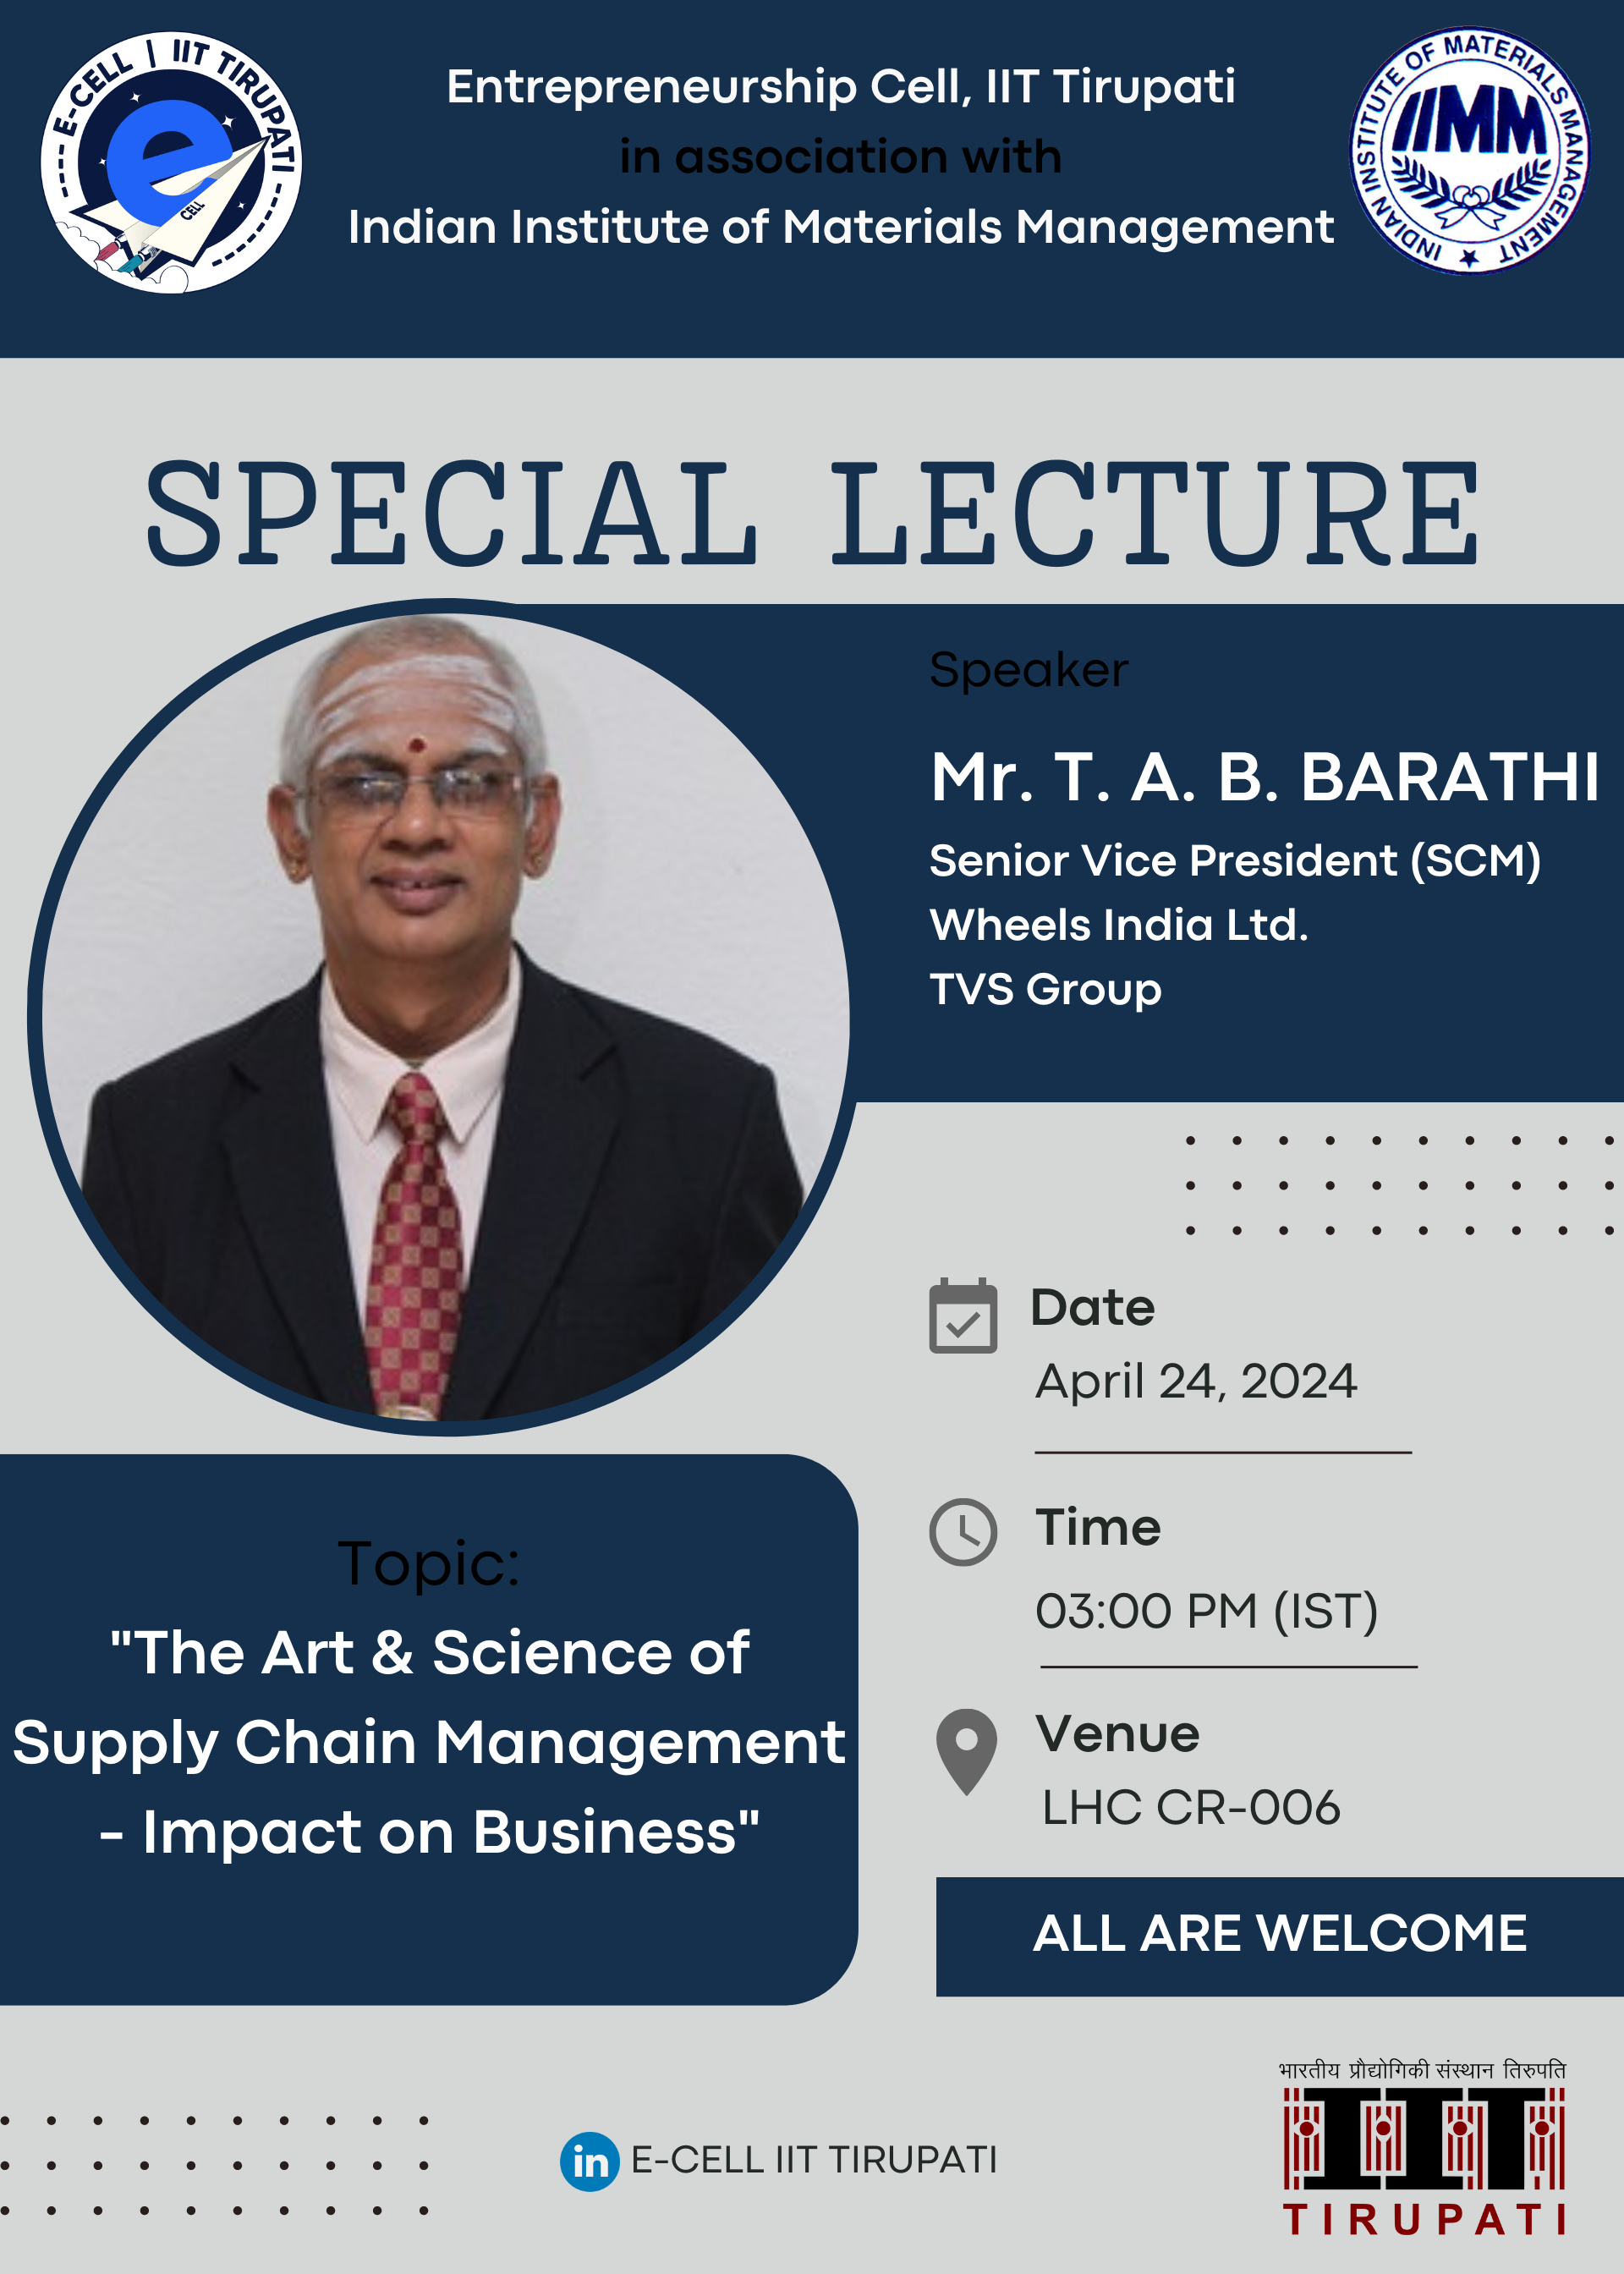 E-CELL | IIT TIRUPATI
e
CELL
Entrepreneurship Cell, IIT Tirupati
in association with
Indian Institute of Materials Management
INDIAN INSTITUTE OF MATERIALS MANAGEMENT
IIMM
SPECIAL LECTURE
Speaker
Mr. T. A. B. BARATHI
Senior Vice President (SCM)
Wheels India Ltd.
TVS Group
Date
April 24, 2024
Time
03:00 PM (IST)
Venue
LHC CR-006
Topic:
"The Art & Science of
Supply Chain Management
- Impact on Business"
ALL ARE WELCOME
in E-CELL IIT TIRUPATI
भारतीय प्रौद्योगिकी संस्थान तिरुपति
IIT
TIRUPATI